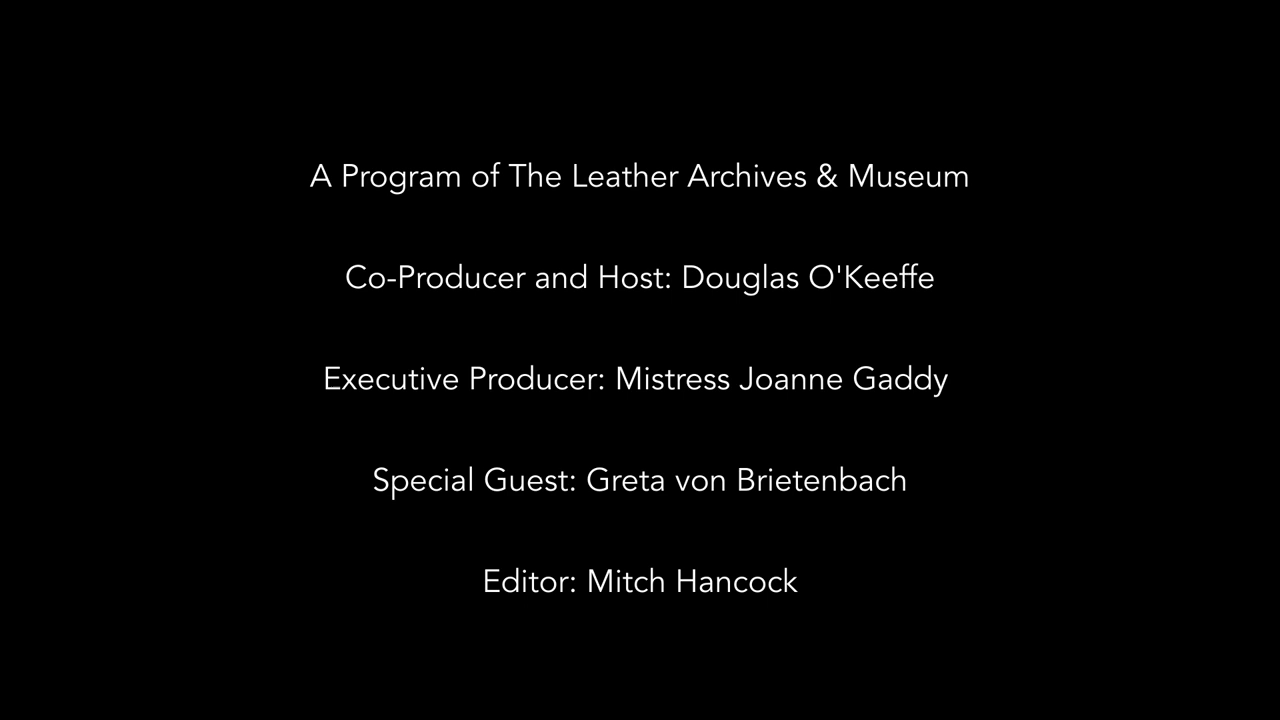 A Program of The Leather Archives & Museum
Co-Producer and Host: Douglas O'Keeffe
Executive Producer: Mistress Joanne Gaddy
Special Guest: Greta von Brietenbach
Editor: Mitch Hancock